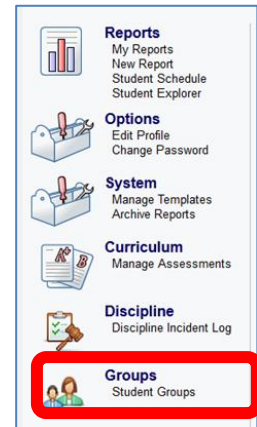 Reports
My Reports
New Report
Student Schedule
Student Explorer
Options
Edit Profile
Change Password
System
Manage Templates
Archive Reports
Curriculum
Manage Assessments
Discipline
Discipline Incident Log
Groups
Student Groups